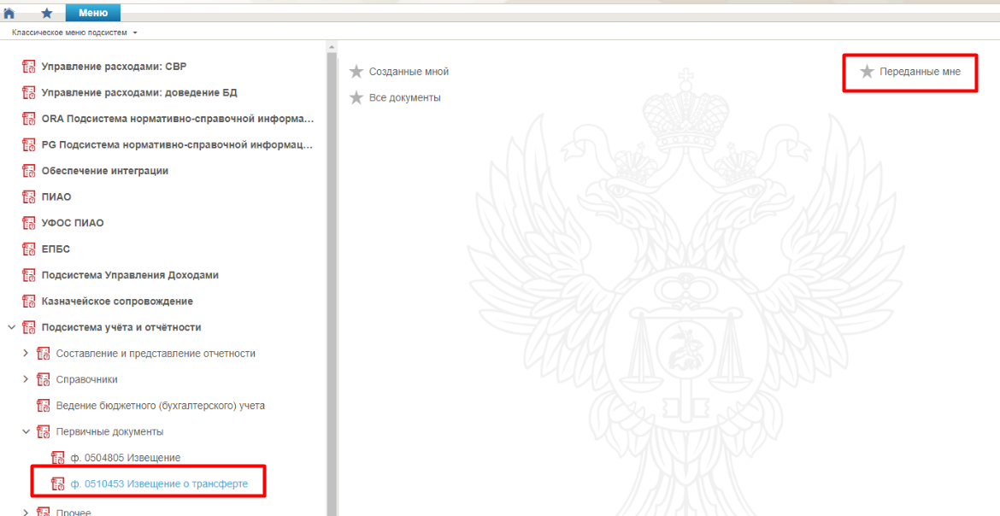 Меню
Классическое меню подсистем
Управление расходами: СВР
Управление расходами: доведение БД
ORA Подсистема нормативно-справочной информа...
PG Подсистема нормативно-справочной информац...
Обеспечение интеграции
ПИАО
УФОС ПИАО
ЕПБС
Подсистема Управления Доходами
Казначейское сопровождение
Подсистема учёта и отчётности
Составление и представление отчетности
Справочники
Ведение бюджетного (бухгалтерского) учета
Первичные документы
ф. 0504805 Извещение
ф. 0510453 Извещение о трансферте
Прочее
Созданные мной
Все документы
Переданные мне